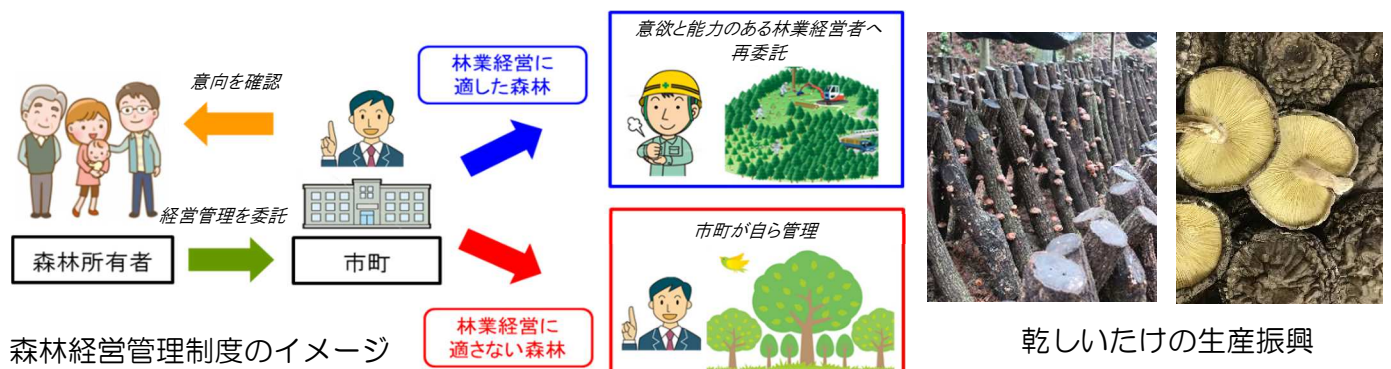 意向を確認
経営管理を委託
森林所有者
市町
林業経営に
適した森林
意欲と能力のある林業経営者へ
再委託
林業経営に
適さない森林
市町が自ら管理
森林経営管理制度のイメージ
乾しいたけの生産振興